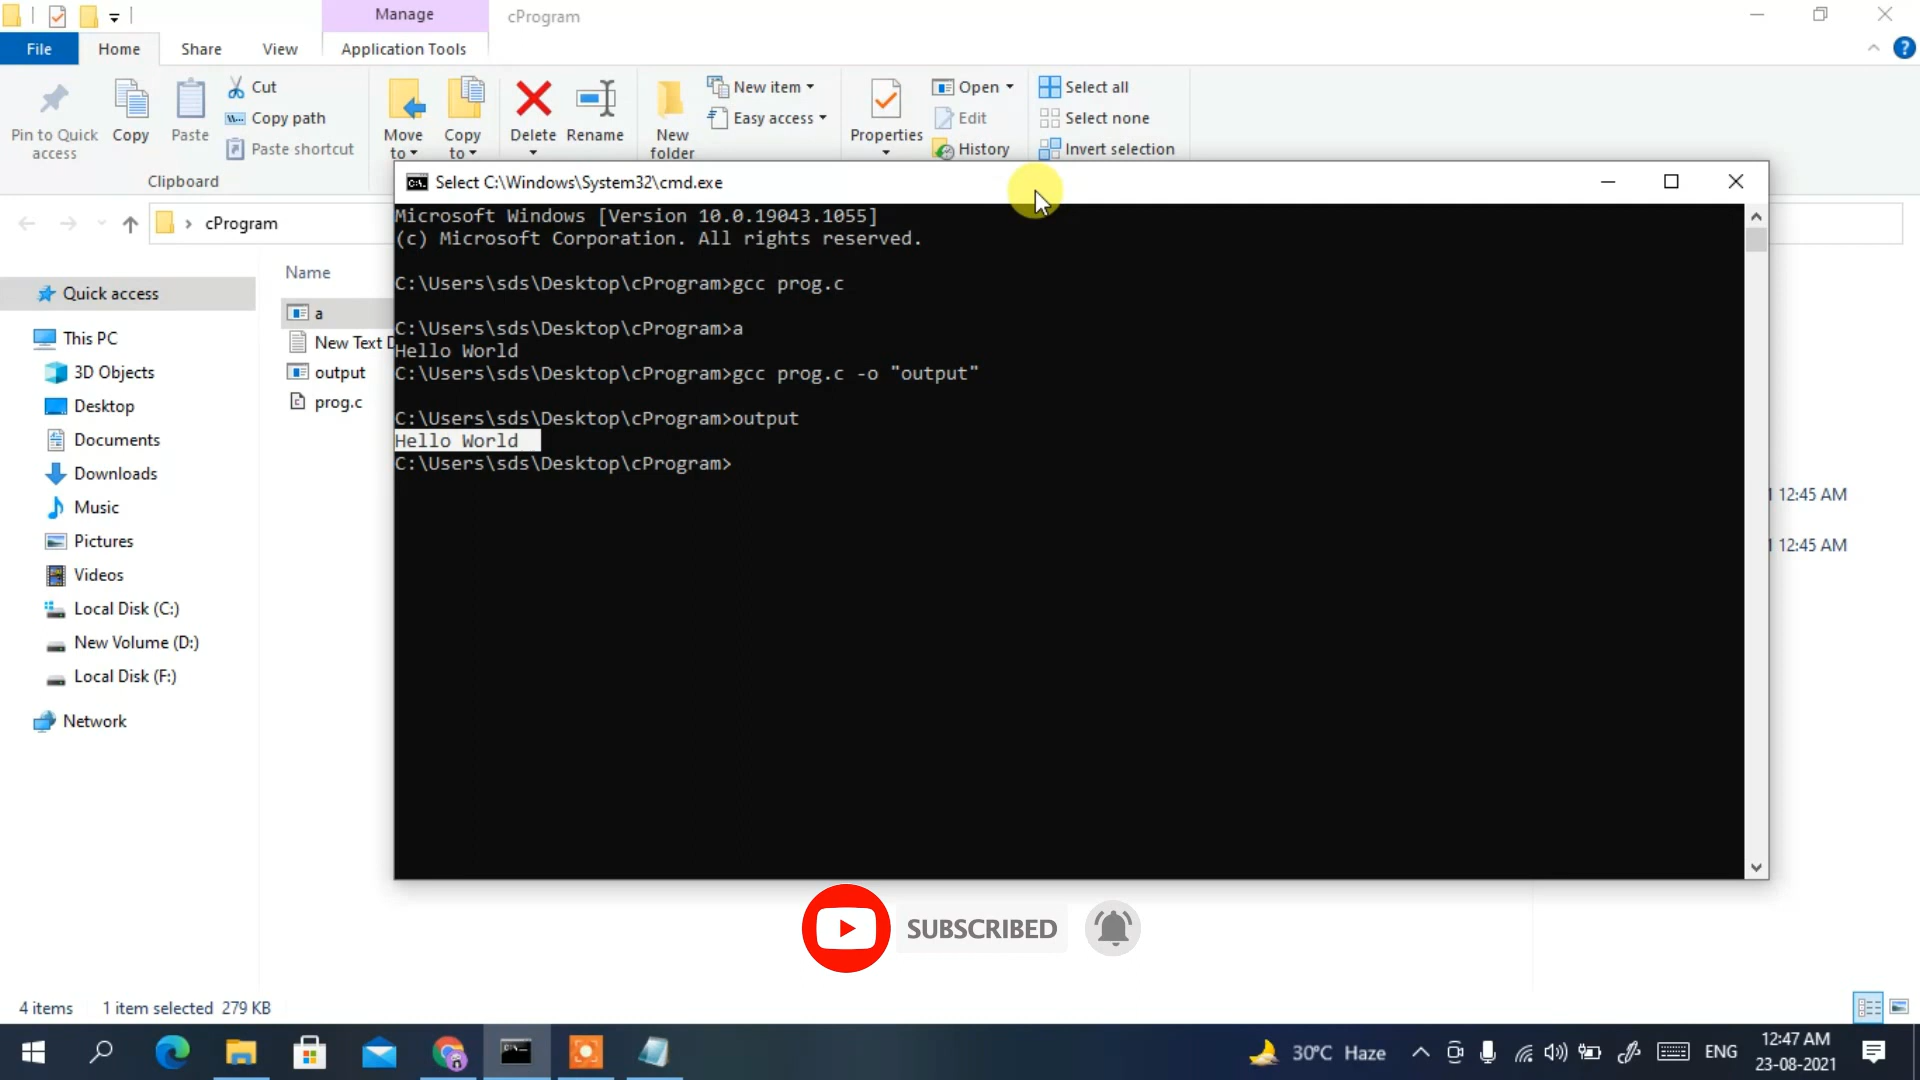 Manage
cProgram
File
Home
Share
View
Application Tools
Pin to Quick access
Copy
Paste
Cut
Copy path
Paste shortcut
Clipboard
Move to
Copy to
Delete
Rename
New folder
New item
Easy access
Properties
Open
Edit
History
Select all
Select none
Invert selection
cProgram
Name
Quick access
This PC
3D Objects
Desktop
Documents
Downloads
Music
Pictures
Videos
Local Disk (C:)
New Volume (D:)
Local Disk (F:)
Network
a
New Text D
output
prog.c
Select C:\Windows\System32\cmd.exe
Microsoft Windows [Version 10.0.19043.1055]
(c) Microsoft Corporation. All rights reserved.
C:\Users\sds\Desktop\cProgram>gcc prog.c
C:\Users\sds\Desktop\cProgram>a
Hello World
C:\Users\sds\Desktop\cProgram>gcc prog.c -o "output"
C:\Users\sds\Desktop\cProgram>output
Hello World
C:\Users\sds\Desktop\cProgram>
12:45 AM
12:45 AM
SUBSCRIBED
4 items
1 item selected 279 KB
30°C Haze
ENG
12:47 AM
23-08-2021